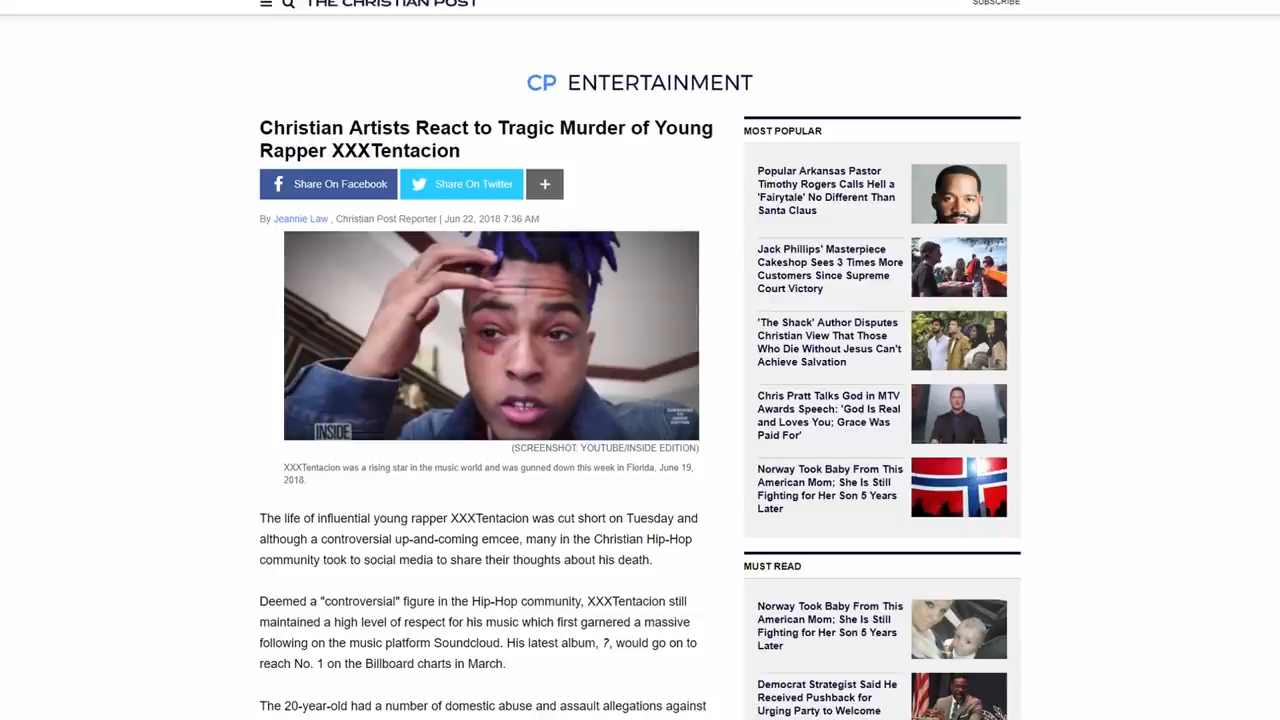 THE CHRISTIAN POST
SUBSCRIBE
CP ENTERTAINMENT
Christian Artists React to Tragic Murder of Young
Rapper XXXTentacion
Share On Facebook
Share On Twitter
+
By Jeannie Law , Christian Post Reporter | Jun 22, 2018 7:36 AM
INSIDE
SUBSCRIBE TO INSIDE EDITION
(SCREENSHOT: YOUTUBE/INSIDE EDITION)
XXXTentacion was a rising star in the music world and was gunned down this week in Florida, June 19,
2018.
The life of influential young rapper XXXTentacion was cut short on Tuesday and
although a controversial up-and-coming emcee, many in the Christian Hip-Hop
community took to social media to share their thoughts about his death.
Deemed a "controversial" figure in the Hip-Hop community, XXXTentacion still
maintained a high level of respect for his music which first garnered a massive
following on the music platform Soundcloud. His latest album, ?, would go on to
reach No. 1 on the Billboard charts in March.
The 20-year-old had a number of domestic abuse and assault allegations against
MOST POPULAR
Popular Arkansas Pastor
Timothy Rogers Calls Hell a
'Fairytale' No Different Than
Santa Claus
Jack Phillips' Masterpiece
Cakeshop Sees 3 Times More
Customers Since Supreme
Court Victory
'The Shack' Author Disputes
Christian View That Those
Who Die Without Jesus Can't
Achieve Salvation
Chris Pratt Talks God in MTV
Awards Speech: 'God Is Real
and Loves You; Grace Was
Paid For'
Norway Took Baby From This
American Mom; She Is Still
Fighting for Her Son 5 Years
Later
MUST READ
Norway Took Baby From This
American Mom; She Is Still
Fighting for Her Son 5 Years
Later
Democrat Strategist Said He
Received Pushback for
Urging Party to Welcome